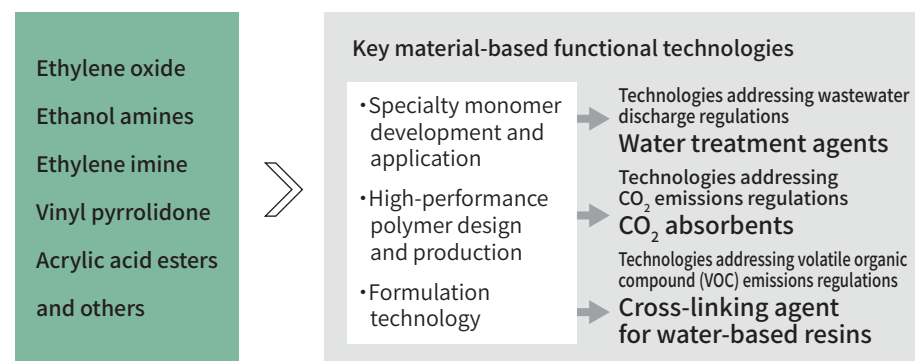 Ethylene oxide
Ethanol amines
Ethylene imine
Vinyl pyrrolidone
Acrylic acid esters
and others
Key material-based functional technologies
・Specialty monomer
development and
application
・High-performance
polymer design
and production
・Formulation
technology
Technologies addressing wastewater
discharge regulations
Water treatment agents
Technologies addressing
CO₂ emissions regulations
CO₂ absorbents
Technologies addressing volatile organic
compound (VOC) emissions regulations
Cross-linking agent
for water-based resins